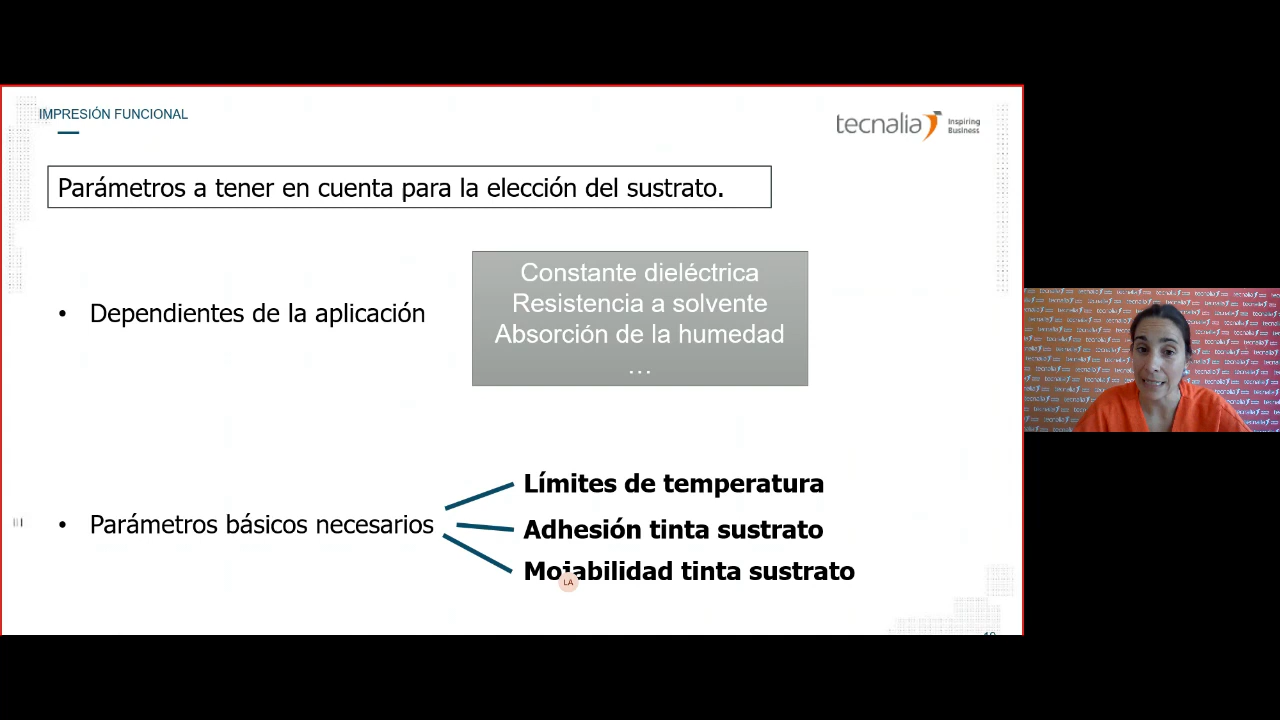 IMPRESIÓN FUNCIONAL
tecnalia Inspiring
Business
Parámetros a tener en cuenta para la elección del sustrato.
Constante dieléctrica
Resistencia a solvente
Absorción de la humedad
...
• Dependientes de la aplicación
• Parámetros básicos necesarios
Límites de temperatura
Adhesión tinta sustrato
Mojabilidad tinta sustrato
LA